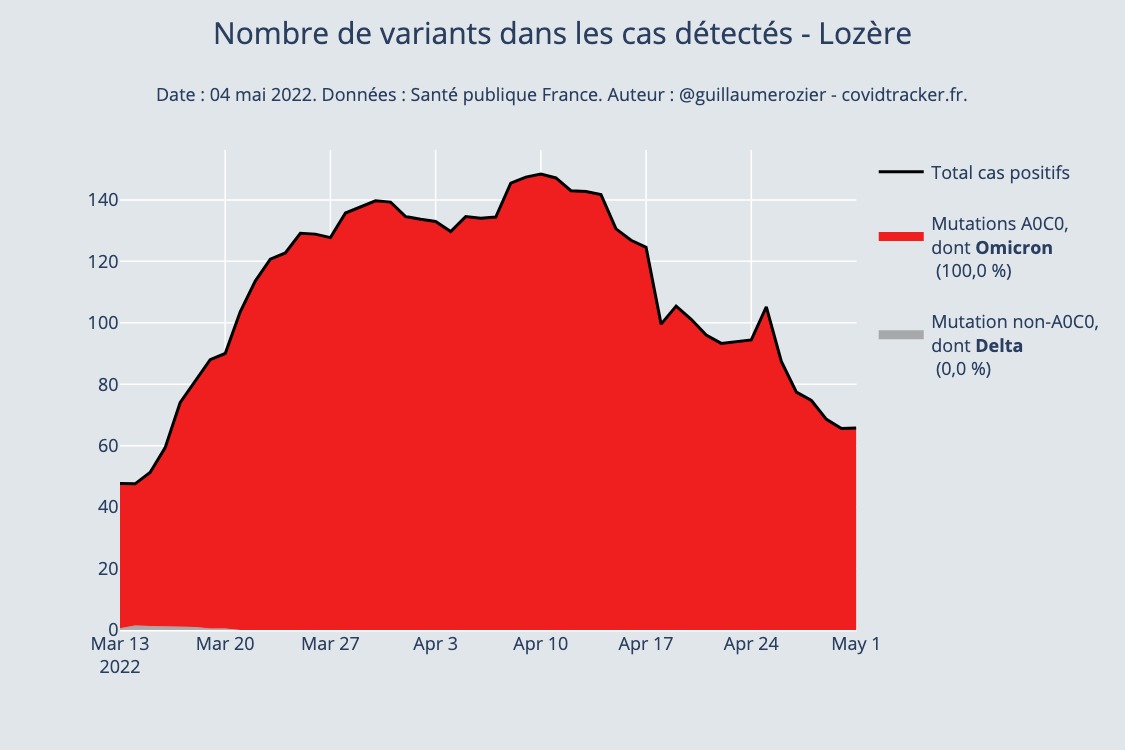 Nombre de variants dans les cas détectés - Lozère
Date : 04 mai 2022. Données : Santé publique France. Auteur : @guillaumerozier - covidtracker.fr.
Total cas positifs
Mutations A0C0,
dont Omicron
(100,0 %)
Mutation non-A0C0,
dont Delta
(0,0 %)
140
120
100
80
60
40
20
0
Mar 13 Mar 20 Mar 27 Apr 3 Apr 10 Apr 17 Apr 24 May 1
2022